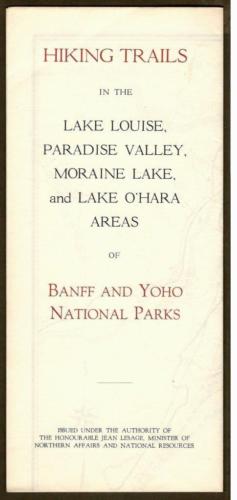 HIKING TRAILS
IN THE
LAKE LOUISE,
PARADISE VALLEY,
MORAINE LAKE,
and LAKE O'HARA
AREAS
OF
BANFF AND YOHO
NATIONAL PARKS
ISSUED UNDER THE AUTHORITY OF
THE HONOURABLE JEAN LESAGE, MINISTER OF
NORTHERN AFFAIRS AND NATIONAL RESOURCES